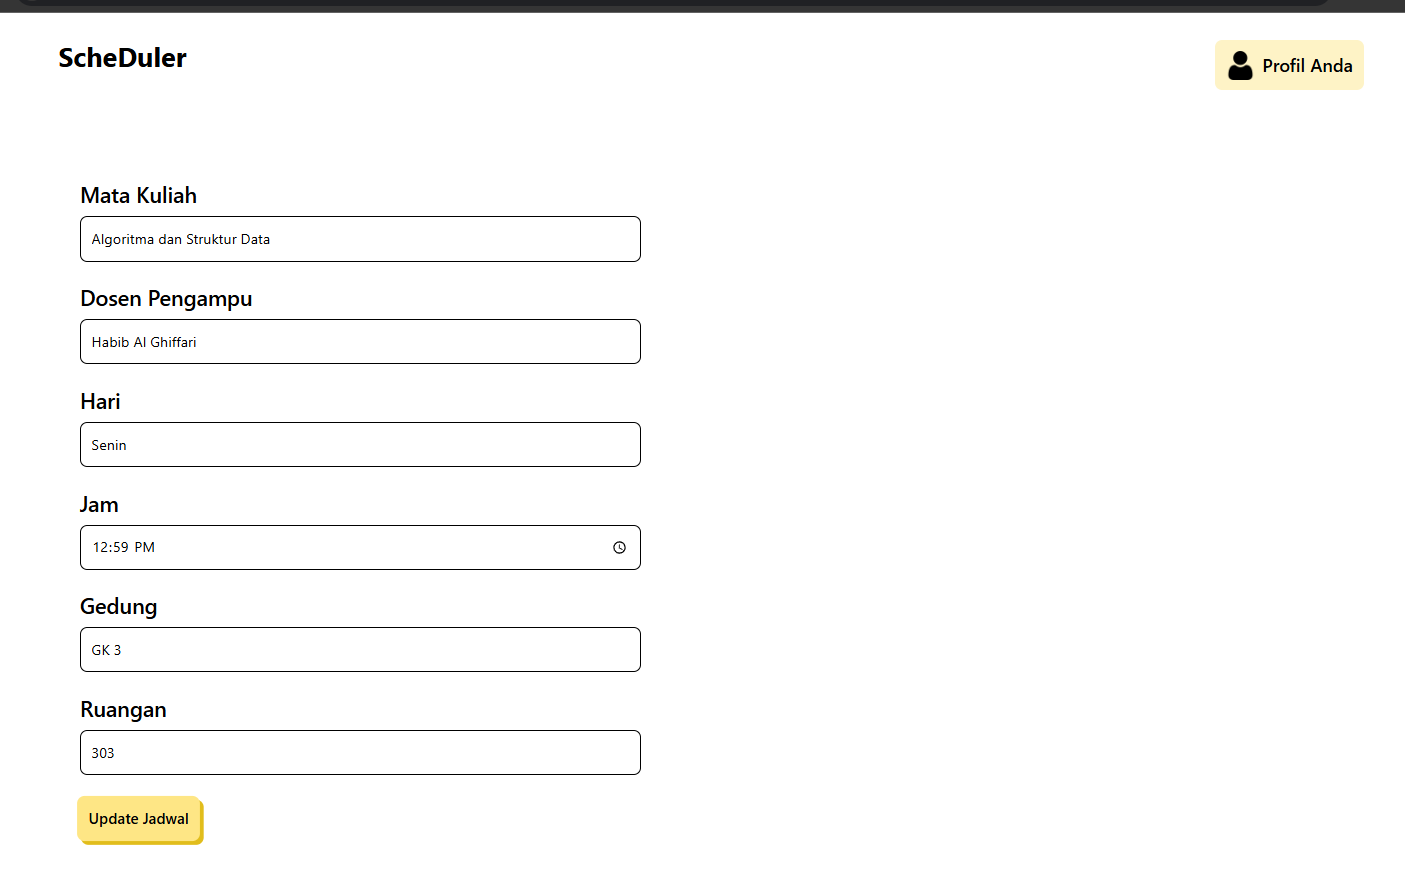 ScheDuler
Profil Anda
Mata Kuliah
Algoritma dan Struktur Data
Dosen Pengampu
Habib Al Ghiffari
Hari
Senin
Jam
12:59 PM
Gedung
GK 3
Ruangan
303
Update Jadwal